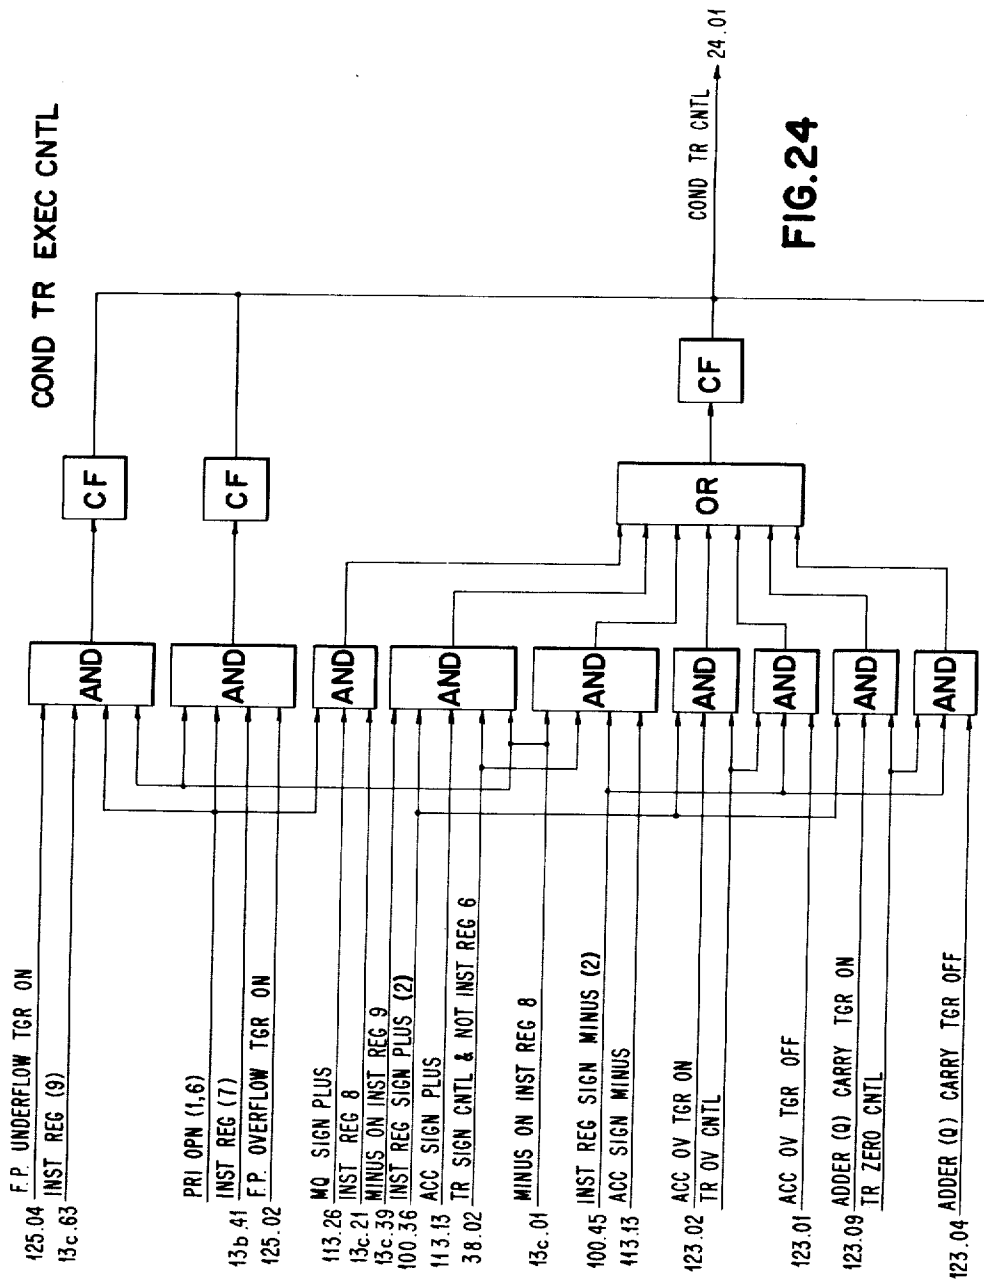 COND TR EXEC CNTL
125.04 F.P. UNDERFLOW TGR ON
13c.63 INST REG (9)
PRI OPN (1,6)
13b.41 INST REG (7)
125.02 F.P. OVERFLOW TGR ON
113.26 MQ SIGN PLUS
13c.21 INST REG 8
13c.39 MINUS ON INST REG 9
100.36 INST REG SIGN PLUS (2)
113.13 ACC SIGN PLUS
38.02 TR SIGN CNTL & NOT INST REG 6
13c.01 MINUS ON INST REG 8
100.45 INST REG SIGN MINUS (2)
113.13 ACC SIGN MINUS
123.02 ACC OV TGR ON
TR OV CNTL
123.01 ACC OV TGR OFF
123.09 ADDER (Q) CARRY TGR ON
TR ZERO CNTL
123.04 ADDER (Q) CARRY TGR OFF
AND
AND
AND
AND
AND
AND
AND
AND
AND
CF
CF
OR
CF
COND TR CNTL
24.01
FIG.24